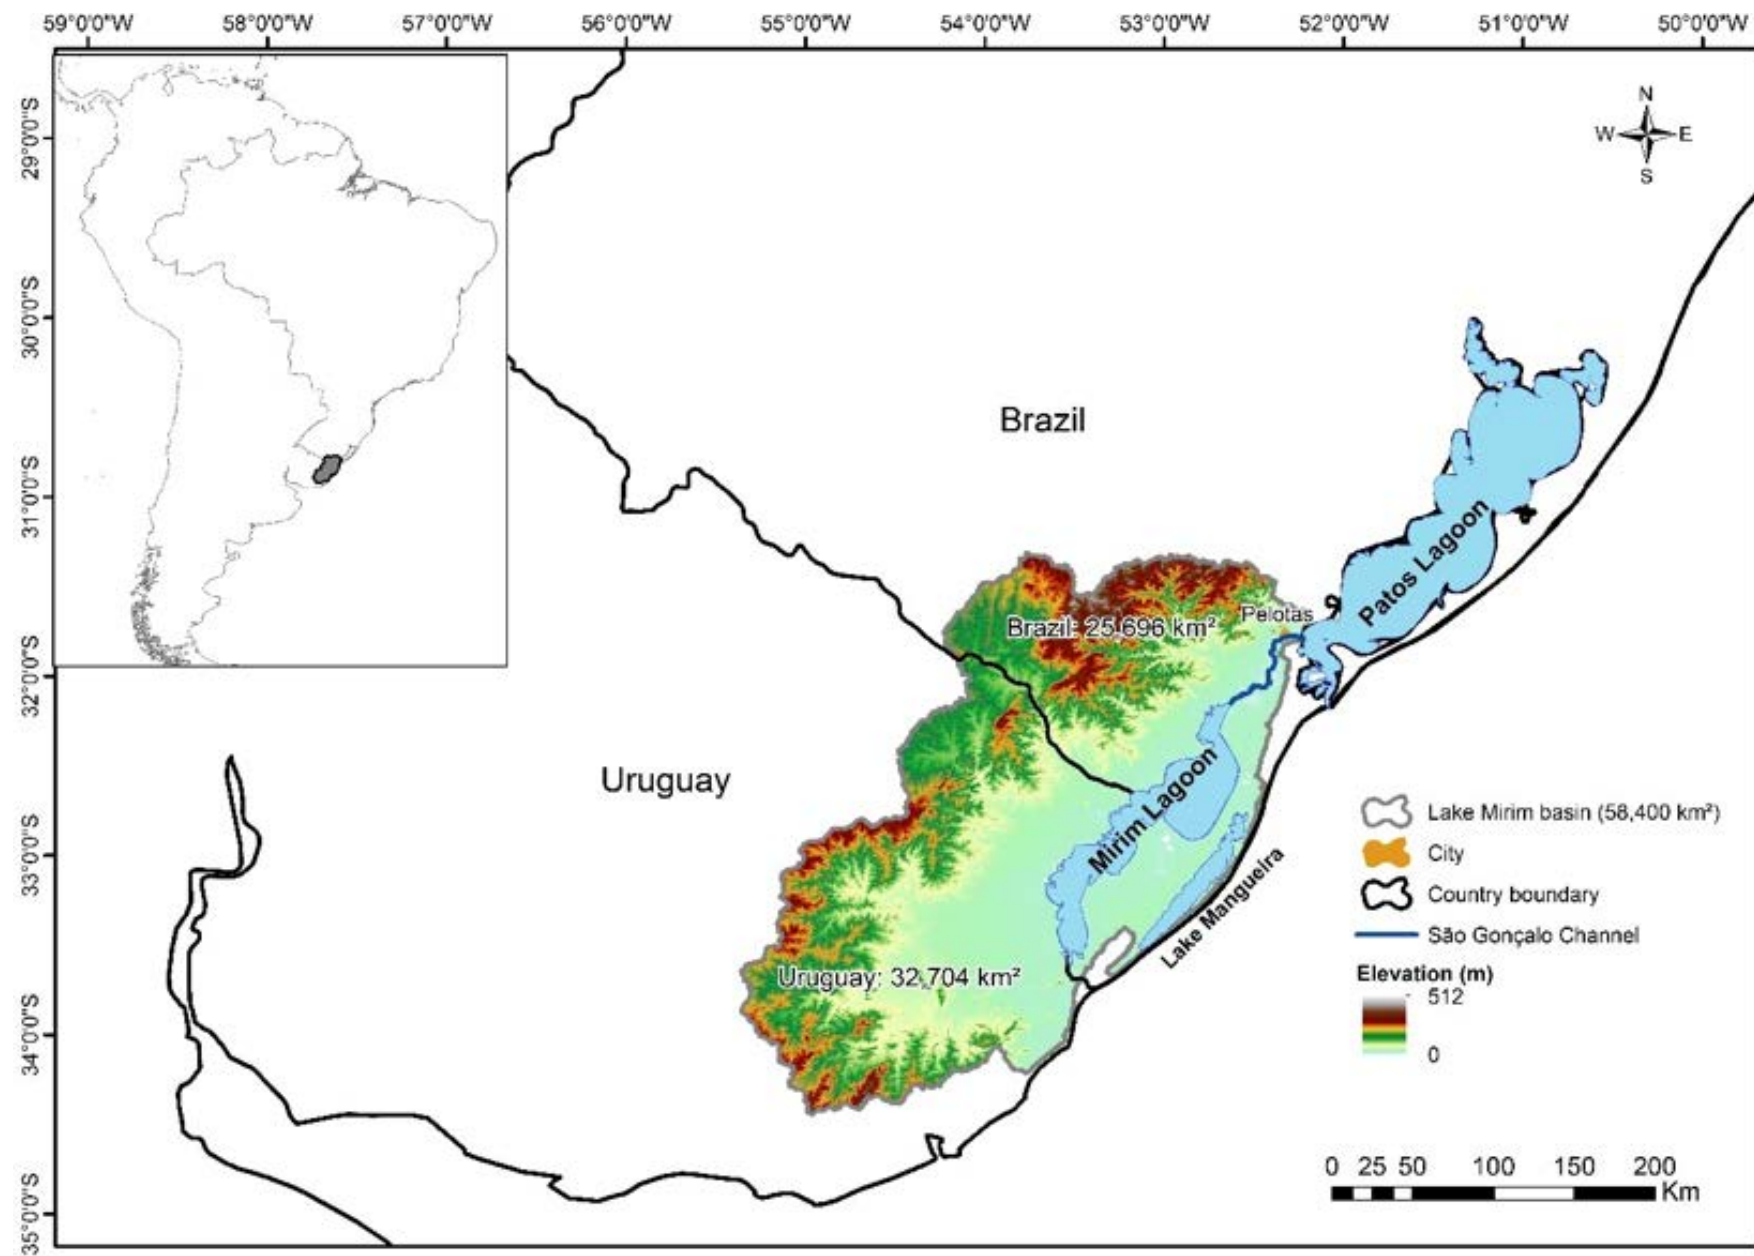 59°0'0"W 58°0'0"W 57°0'0"W 56°0'0"W 55°0'0"W 54°0'0"W 53°0'0"W 52°0'0"W 51°0'0"W 50°0'0"W
29°0'0"S
30°0'0"S
31°0'0"S
32°0'0"S
33°0'0"S
34°0'0"S
35°0'0"S
N
W E
S
Brazil
Patos Lagoon
Pelotas
Brazil: 25,696 km²
Uruguay
Mirim Lagoon
Lake Mangueira
Uruguay: 32,704 km²
Lake Mirim basin (58,400 km²)
City
Country boundary
São Gonçalo Channel
Elevation (m)
512
0
0 25 50 100 150 200
Km